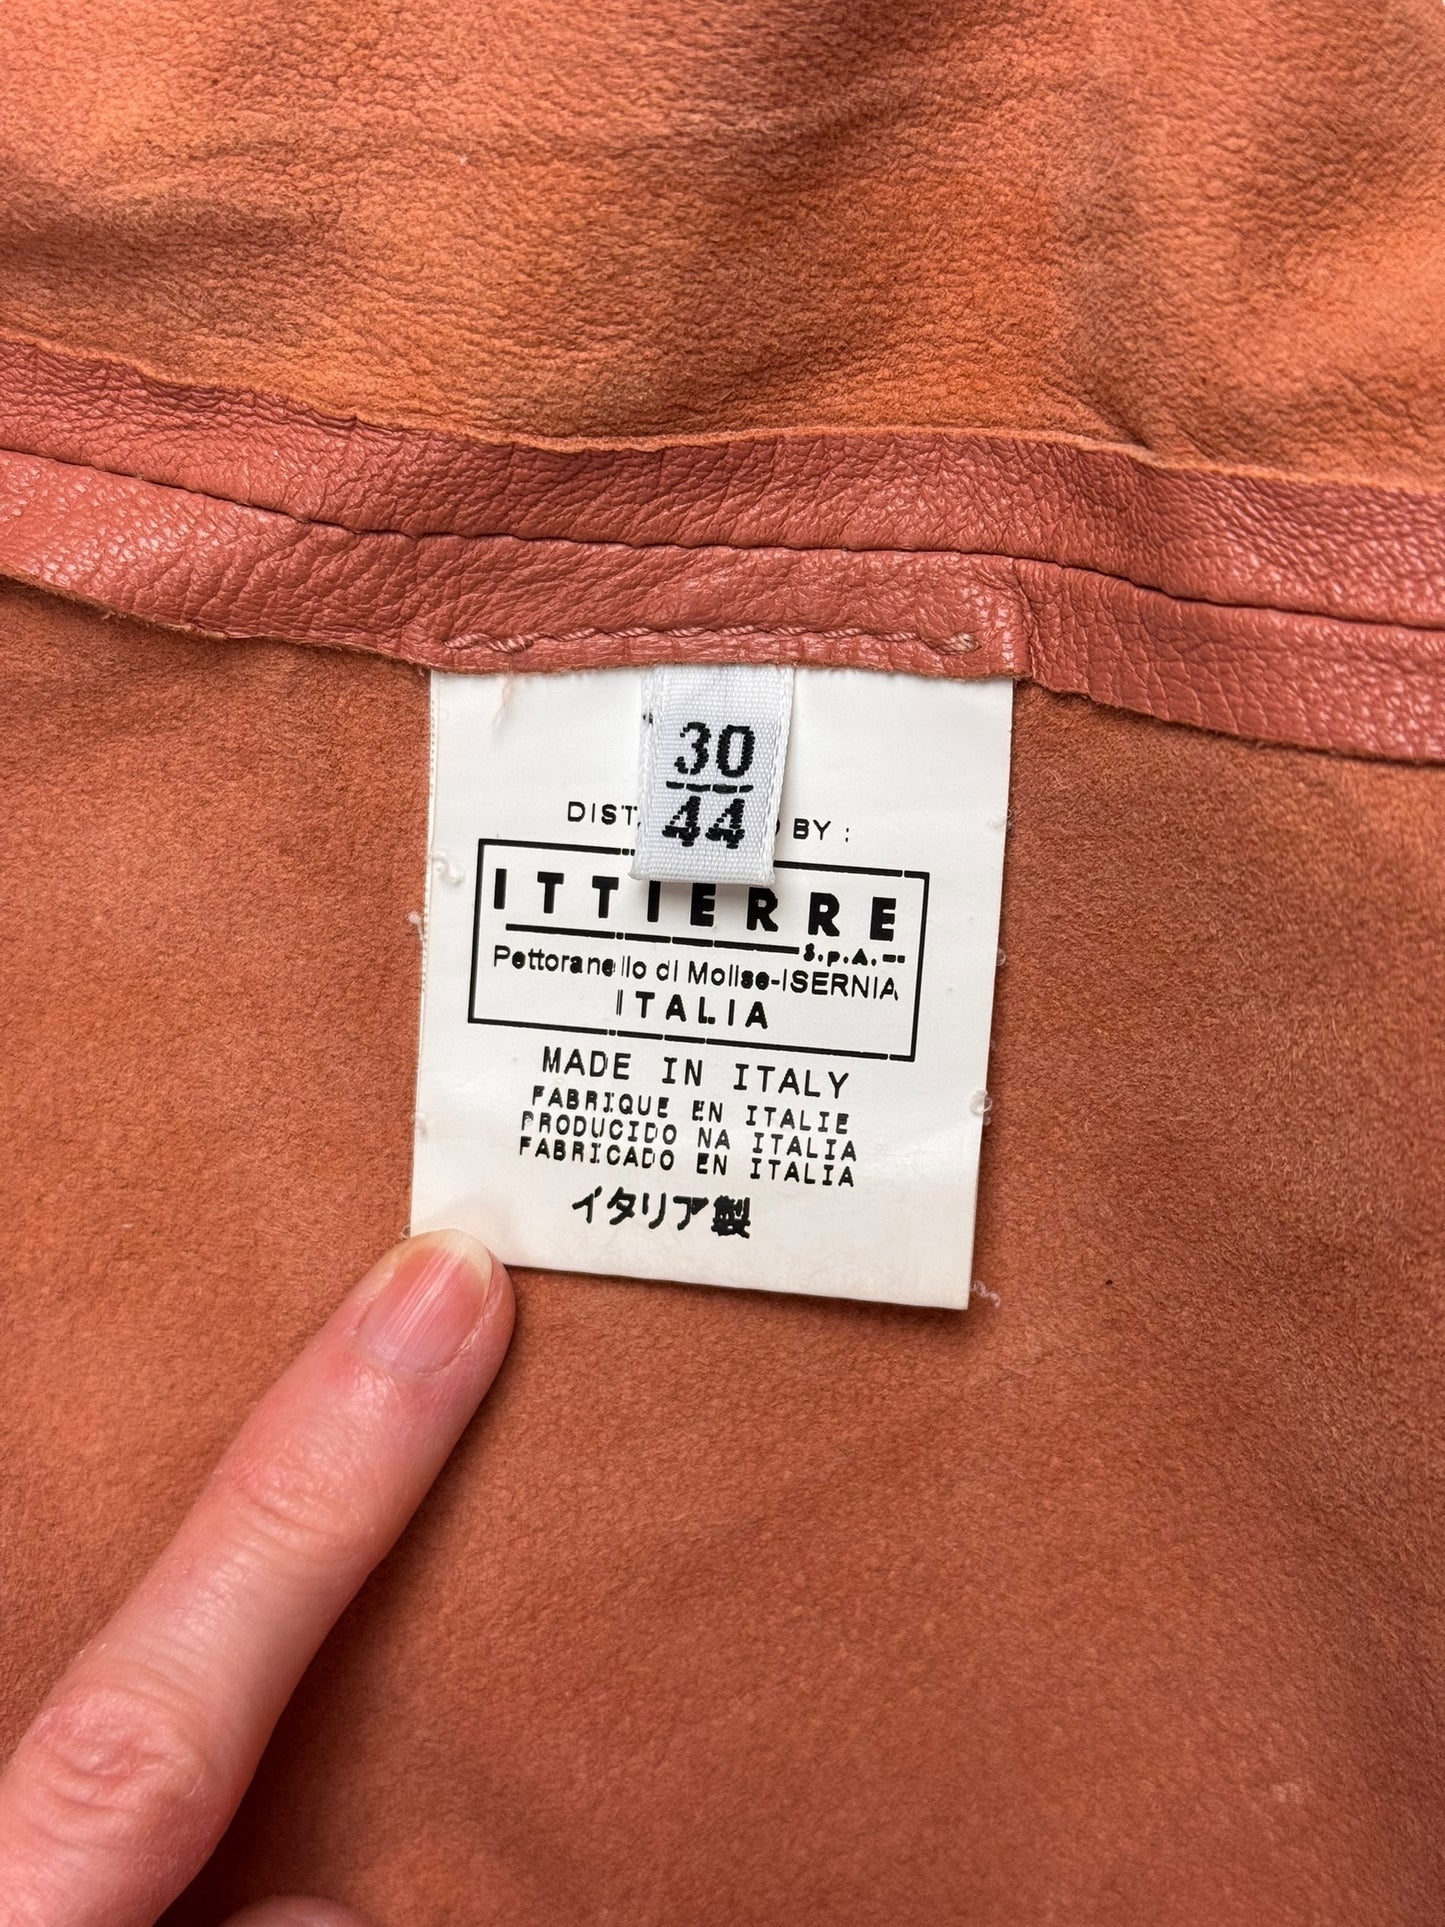 30
44
DIST BY :
ITTIERRE
S.p.A.
Pettoranello di Molise-ISERNIA
ITALIA
MADE IN ITALY
FABRIQUE EN ITALIE
PRODUCIDO NA ITALIA
FABRICADO EN ITALIA
イタリア製